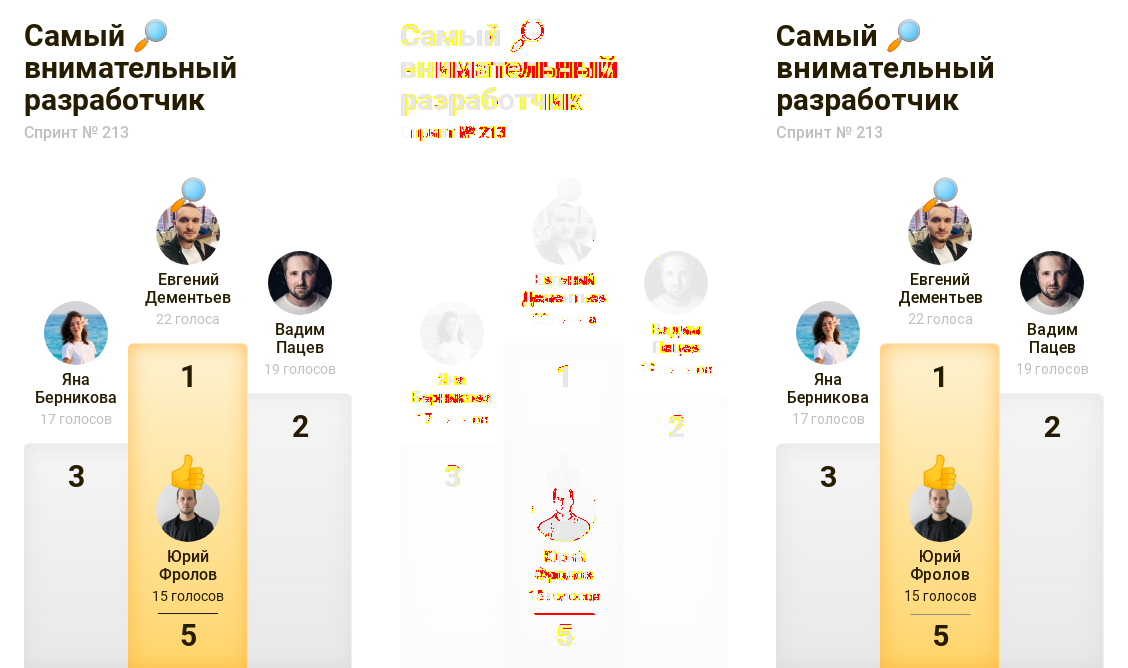 Самый 🔎
внимательный
разработчик
Спринт № 213
Евгений
Дементьев
22 голоса
Вадим
Пацев
19 голосов
Яна
Берникова
17 голосов
1
2
3
Юрий
Фролов
15 голосов
5
Самый
внимательный
разработчик
Спринт № 213
Евгений
Дементьев
22 голоса
Вадим
Пацев
19 голосов
Яна
Берникова
17 голосов
1
2
3
Юрий
Фролов
15 голосов
5
Самый 🔎
внимательный
разработчик
Спринт № 213
Евгений
Дементьев
22 голоса
Вадим
Пацев
19 голосов
Яна
Берникова
17 голосов
1
2
3
Юрий
Фролов
15 голосов
5